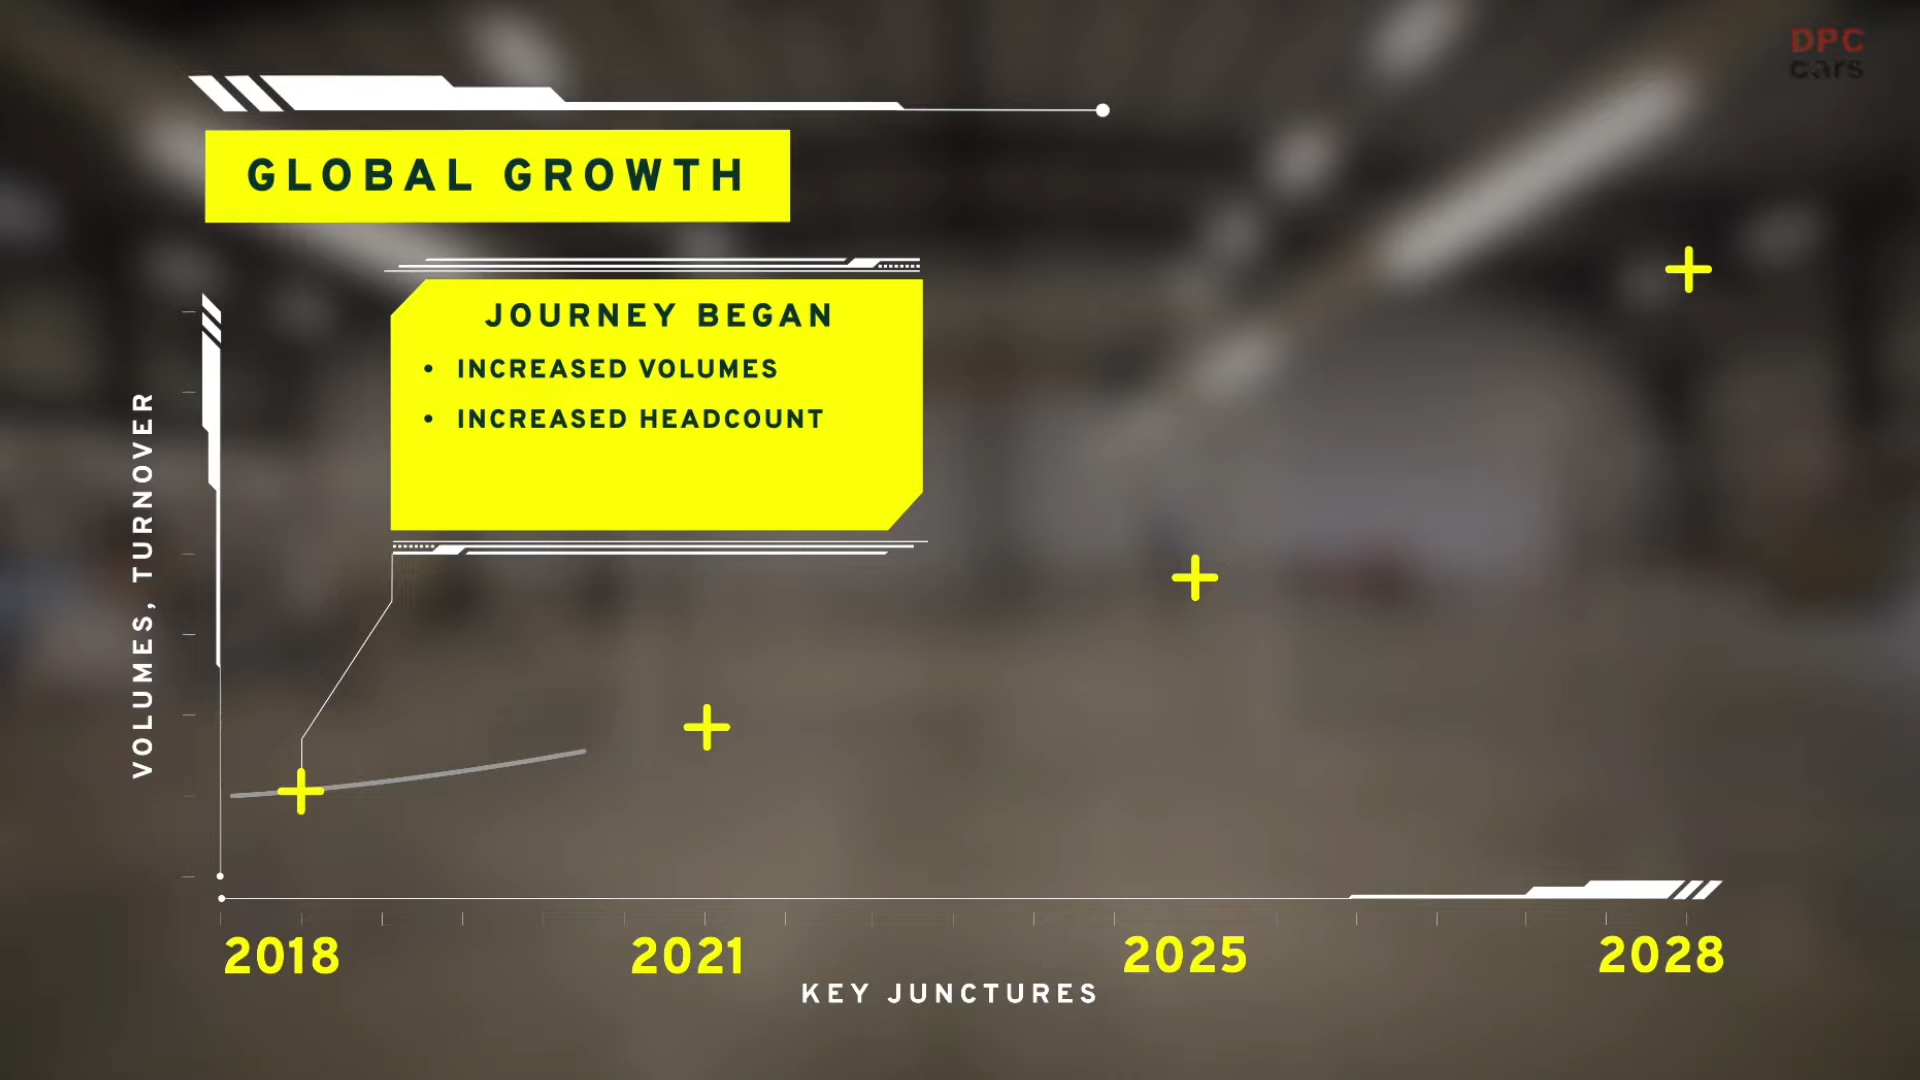 DPC
cars
GLOBAL GROWTH
JOURNEY BEGAN
• INCREASED VOLUMES
• INCREASED HEADCOUNT
VOLUMES, TURNOVER
2018 2021 2025 2028
KEY JUNCTURES